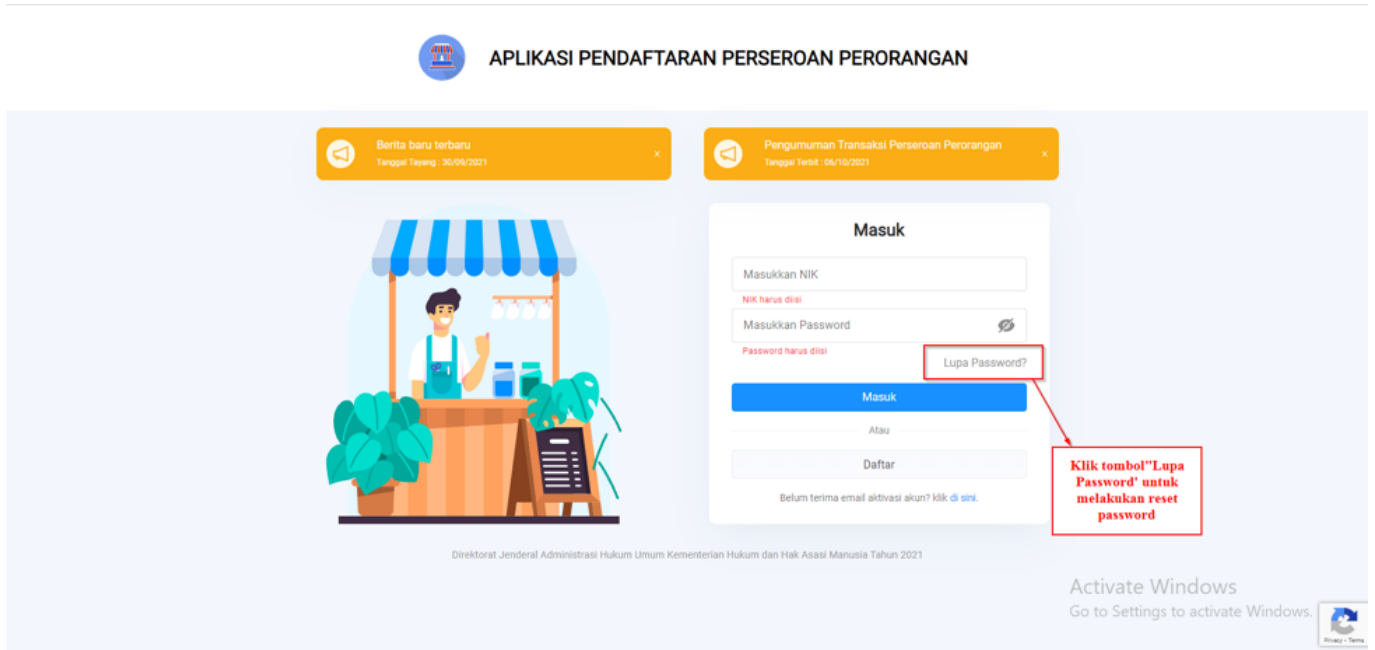 APLIKASI PENDAFTARAN PERSEROAN PERORANGAN
Berita baru terbaru
Tanggal Tayang : 30/09/2021
×
Pengumuman Transaksi Perseroan Perorangan
Tanggal Terbit : 06/10/2021
×
Masuk
Masukkan NIK
NIK harus diisi
Masukkan Password
Password harus diisi
Lupa Password?
Masuk
Atau
Daftar
Belum terima email aktivasi akun? klik di sini.
Klik tombol"Lupa
Password' untuk
melakukan reset
password
Direktorat Jenderal Administrasi Hukum Umum Kementerian Hukum dan Hak Asasi Manusia Tahun 2021
Activate Windows
Go to Settings to activate Windows.
Privacy - Terms